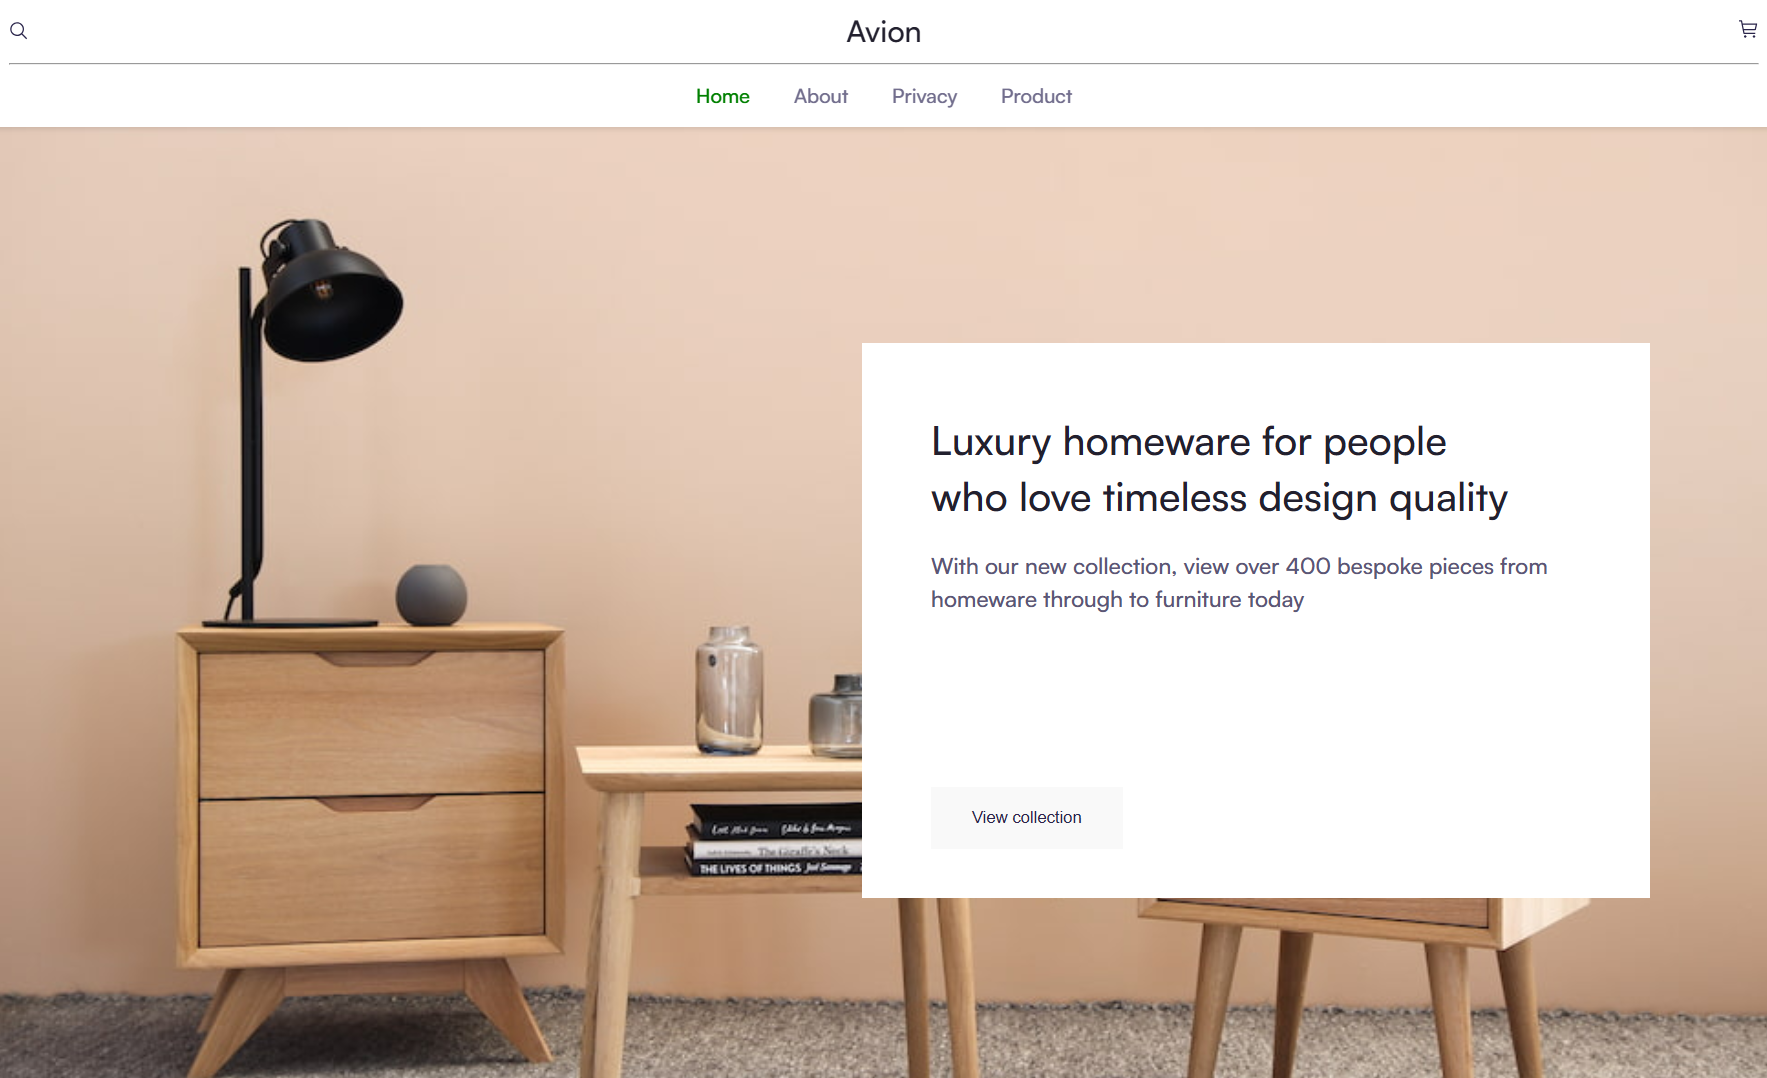 Avion
Home About Privacy Product
Luxury homeware for people
who love timeless design quality
With our new collection, view over 400 bespoke pieces from
homeware through to furniture today
View collection
The Giraffe's Neck
THE LIVES OF THINGS